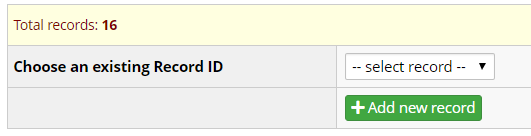 Total records: 16
Choose an existing Record ID
-- select record --
Add new record